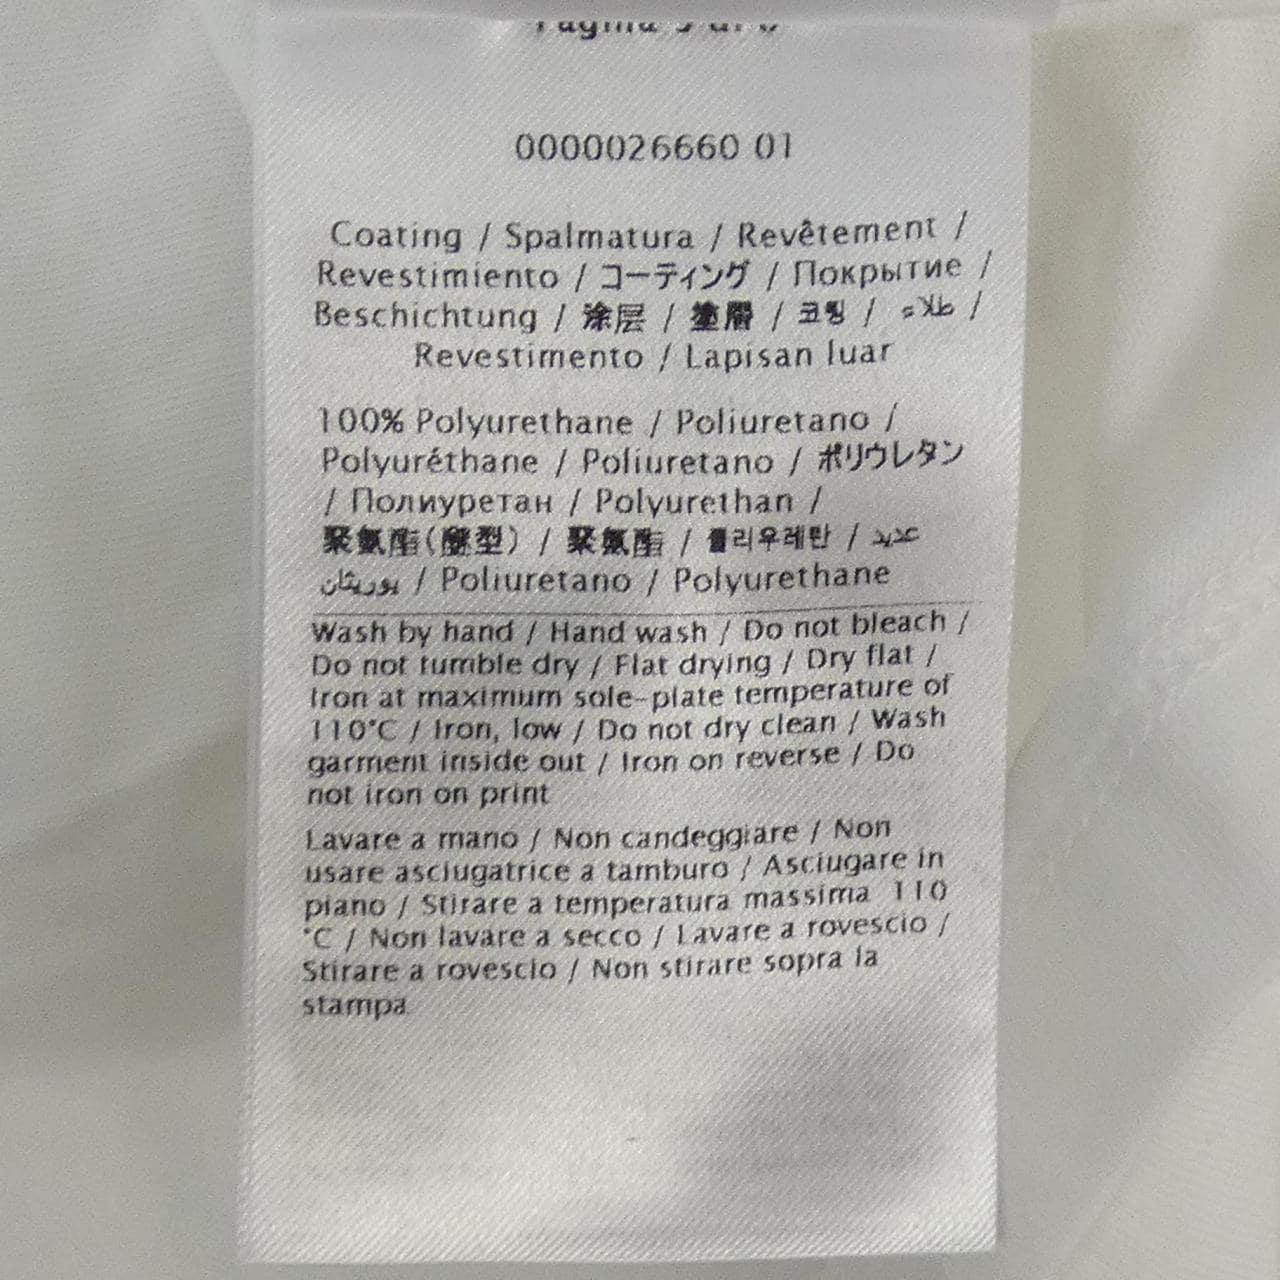 0000026660 01
Coating / Spalmatura / Revêtement /
Revestimiento / コーティング / Покрытие /
Beschichtung / 涂层 / 塗層 / 코팅 / طلاء /
Revestimento / Lapisan luar
100% Polyurethane / Poliuretano /
Polyuréthane / Poliuretano / ポリウレタン
/ Полиуретан / Polyurethan /
聚氨酯(醚型) / 聚氨酯 / 폴리우레탄 / عديد
يوريثان / Poliuretano / Polyurethane
Wash by hand / Hand wash / Do not bleach /
Do not tumble dry / Flat drying / Dry flat /
Iron at maximum sole-plate temperature of
110°C / Iron, low / Do not dry clean / Wash
garment inside out / Iron on reverse / Do
not iron on print
Lavare a mano / Non candeggiare / Non
usare asciugatrice a tamburo / Asciugare in
piano / Stirare a temperatura massima 110
°C / Non lavare a secco / Lavare a rovescio /
Stirare a rovescio / Non stirare sopra la
stampa